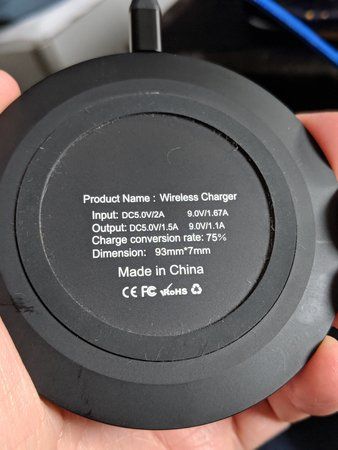 Product Name : Wireless Charger
Input: DC5.0V/2A 9.0V/1.67A
Output: DC5.0V/1.5A 9.0V/1.1A
Charge conversion rate: 75%
Dimension: 93mm*7mm
Made in China
CE FC RoHS